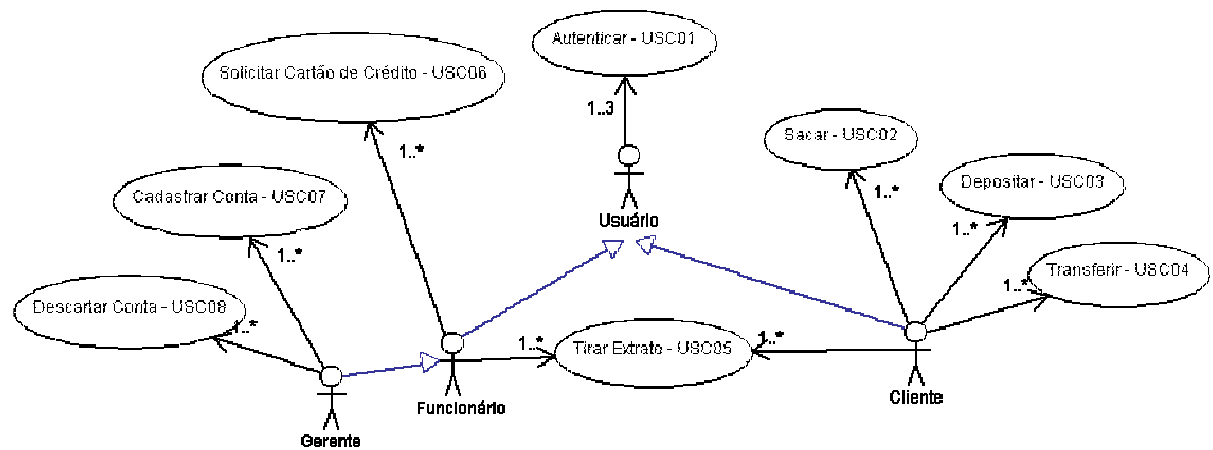 Autenticar - USC01
Solicitar Cartão de Crédito - USC06
1..3
Sacar - USC02
1..*
Cadastrar Conta - USC07
Depositar - USC03
1..*
Usuário
1..*
1..*
Transferir - USC04
1..*
Descartar Conta - USC08
1..*
1..*
Tirar Extrato - USC05
1..*
Funcionário
Cliente
Gerente